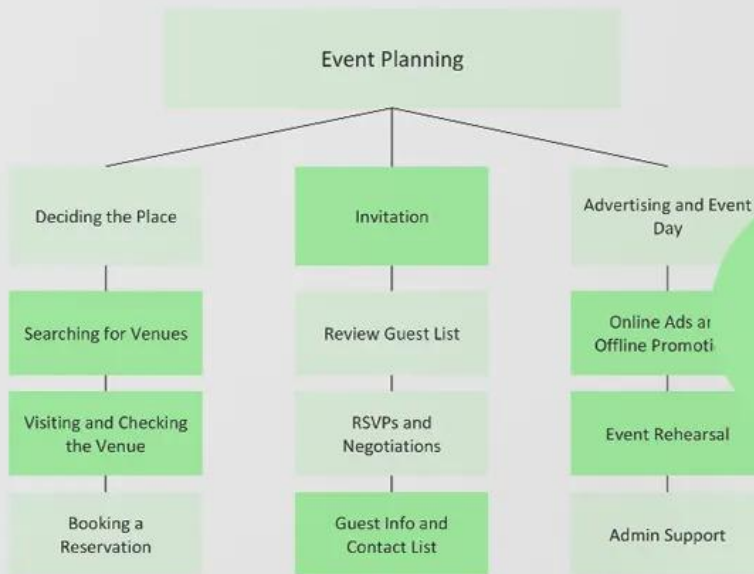 Event Planning
Deciding the Place
Searching for Venues
Visiting and Checking
the Venue
Booking a
Reservation
Invitation
Review Guest List
RSVPs and
Negotiations
Guest Info and
Contact List
Advertising and Event
Day
Online Ads
Offline
Event Rehearsal
Admin Support